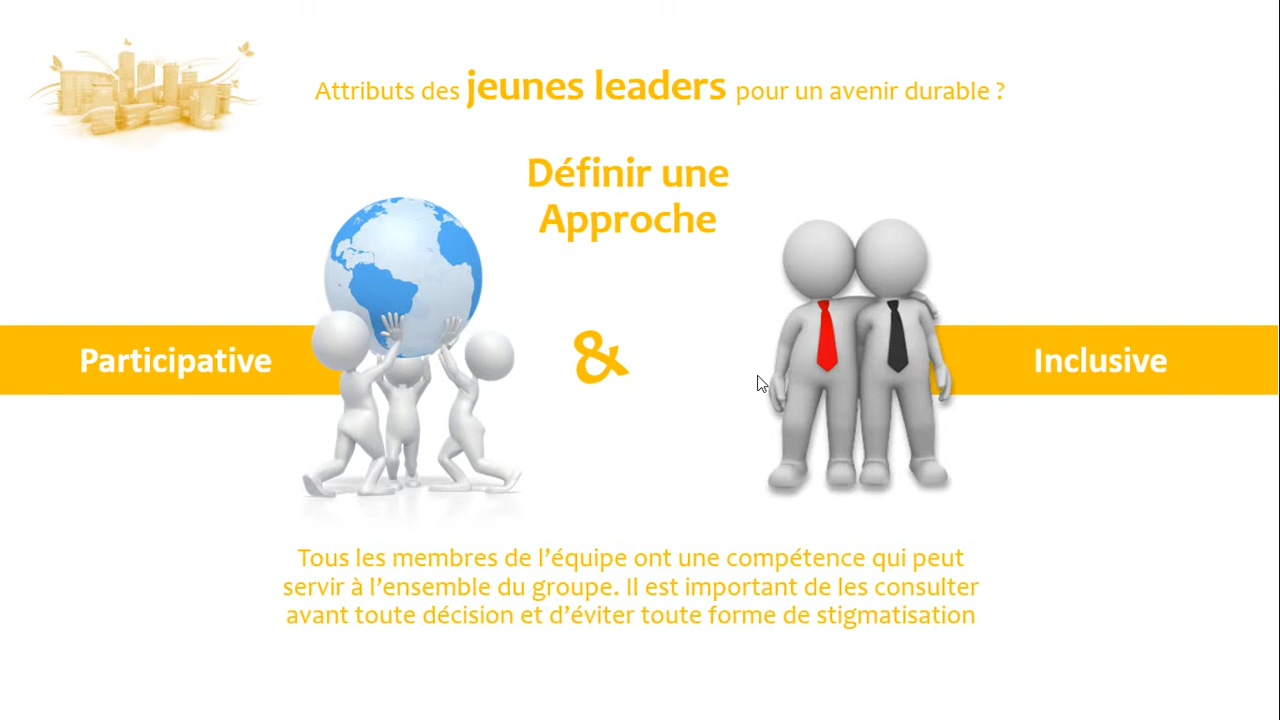 Attributs des jeunes leaders pour un avenir durable ?
Définir une
Approche
Participative
&
Inclusive
Tous les membres de l’équipe ont une compétence qui peut
servir à l’ensemble du groupe. Il est important de les consulter
avant toute décision et d’éviter toute forme de stigmatisation